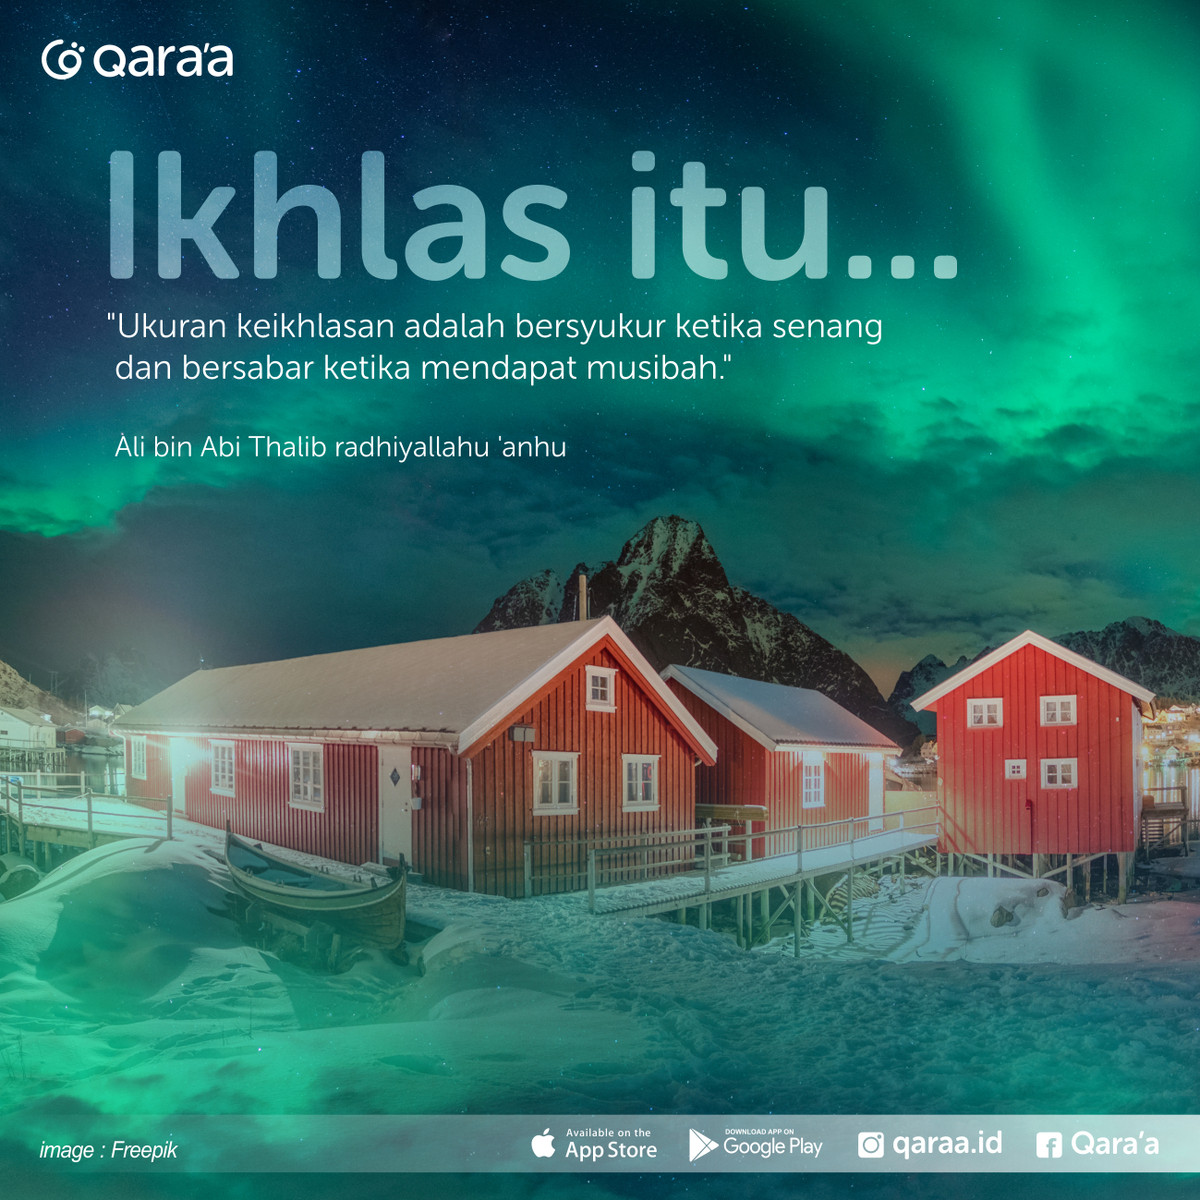 Qara'a
Ikhlas itu...
"Ukuran keikhlasan adalah bersyukur ketika senang
dan bersabar ketika mendapat musibah."
Ali bin Abi Thalib radhiyallahu 'anhu
image : Freepik
Available on the
App Store
DOWNLOAD APP ON
Google Play
qaraa.id
Qara'a